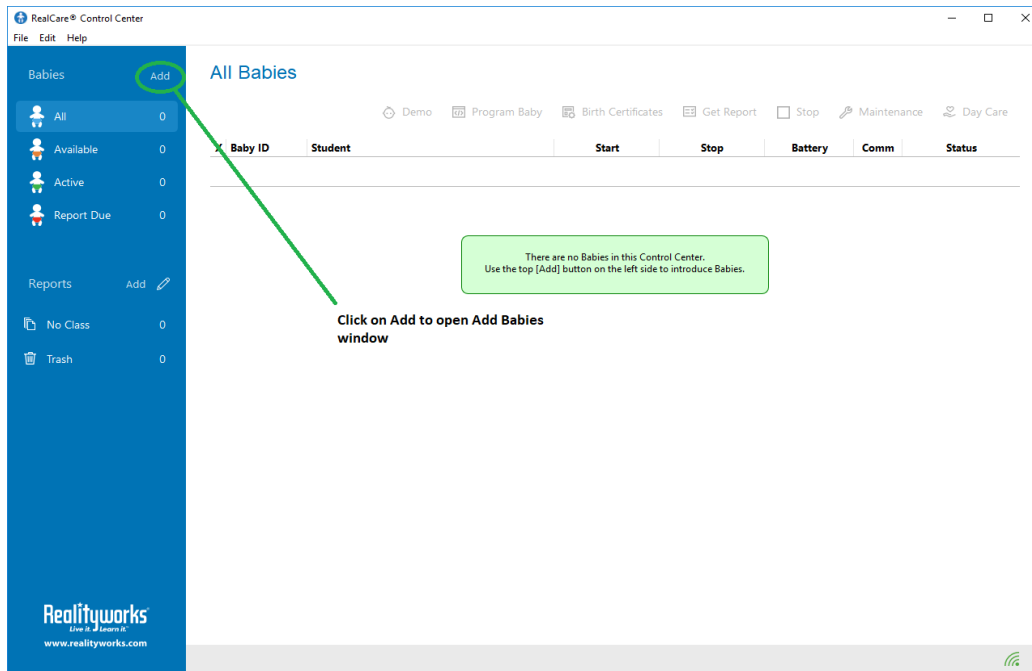 RealCare® Control Center
File Edit Help
Babies Add
All 0
Available 0
Active 0
Report Due 0
Reports Add
No Class 0
Trash 0
Realityworks®
Live it. Learn it.™
www.realityworks.com
All Babies
Demo Program Baby Birth Certificates Get Report Stop Maintenance Day Care
X Baby ID Student Start Stop Battery Comm Status
There are no Babies in this Control Center.
Use the top [Add] button on the left side to introduce Babies.
Click on Add to open Add Babies
window